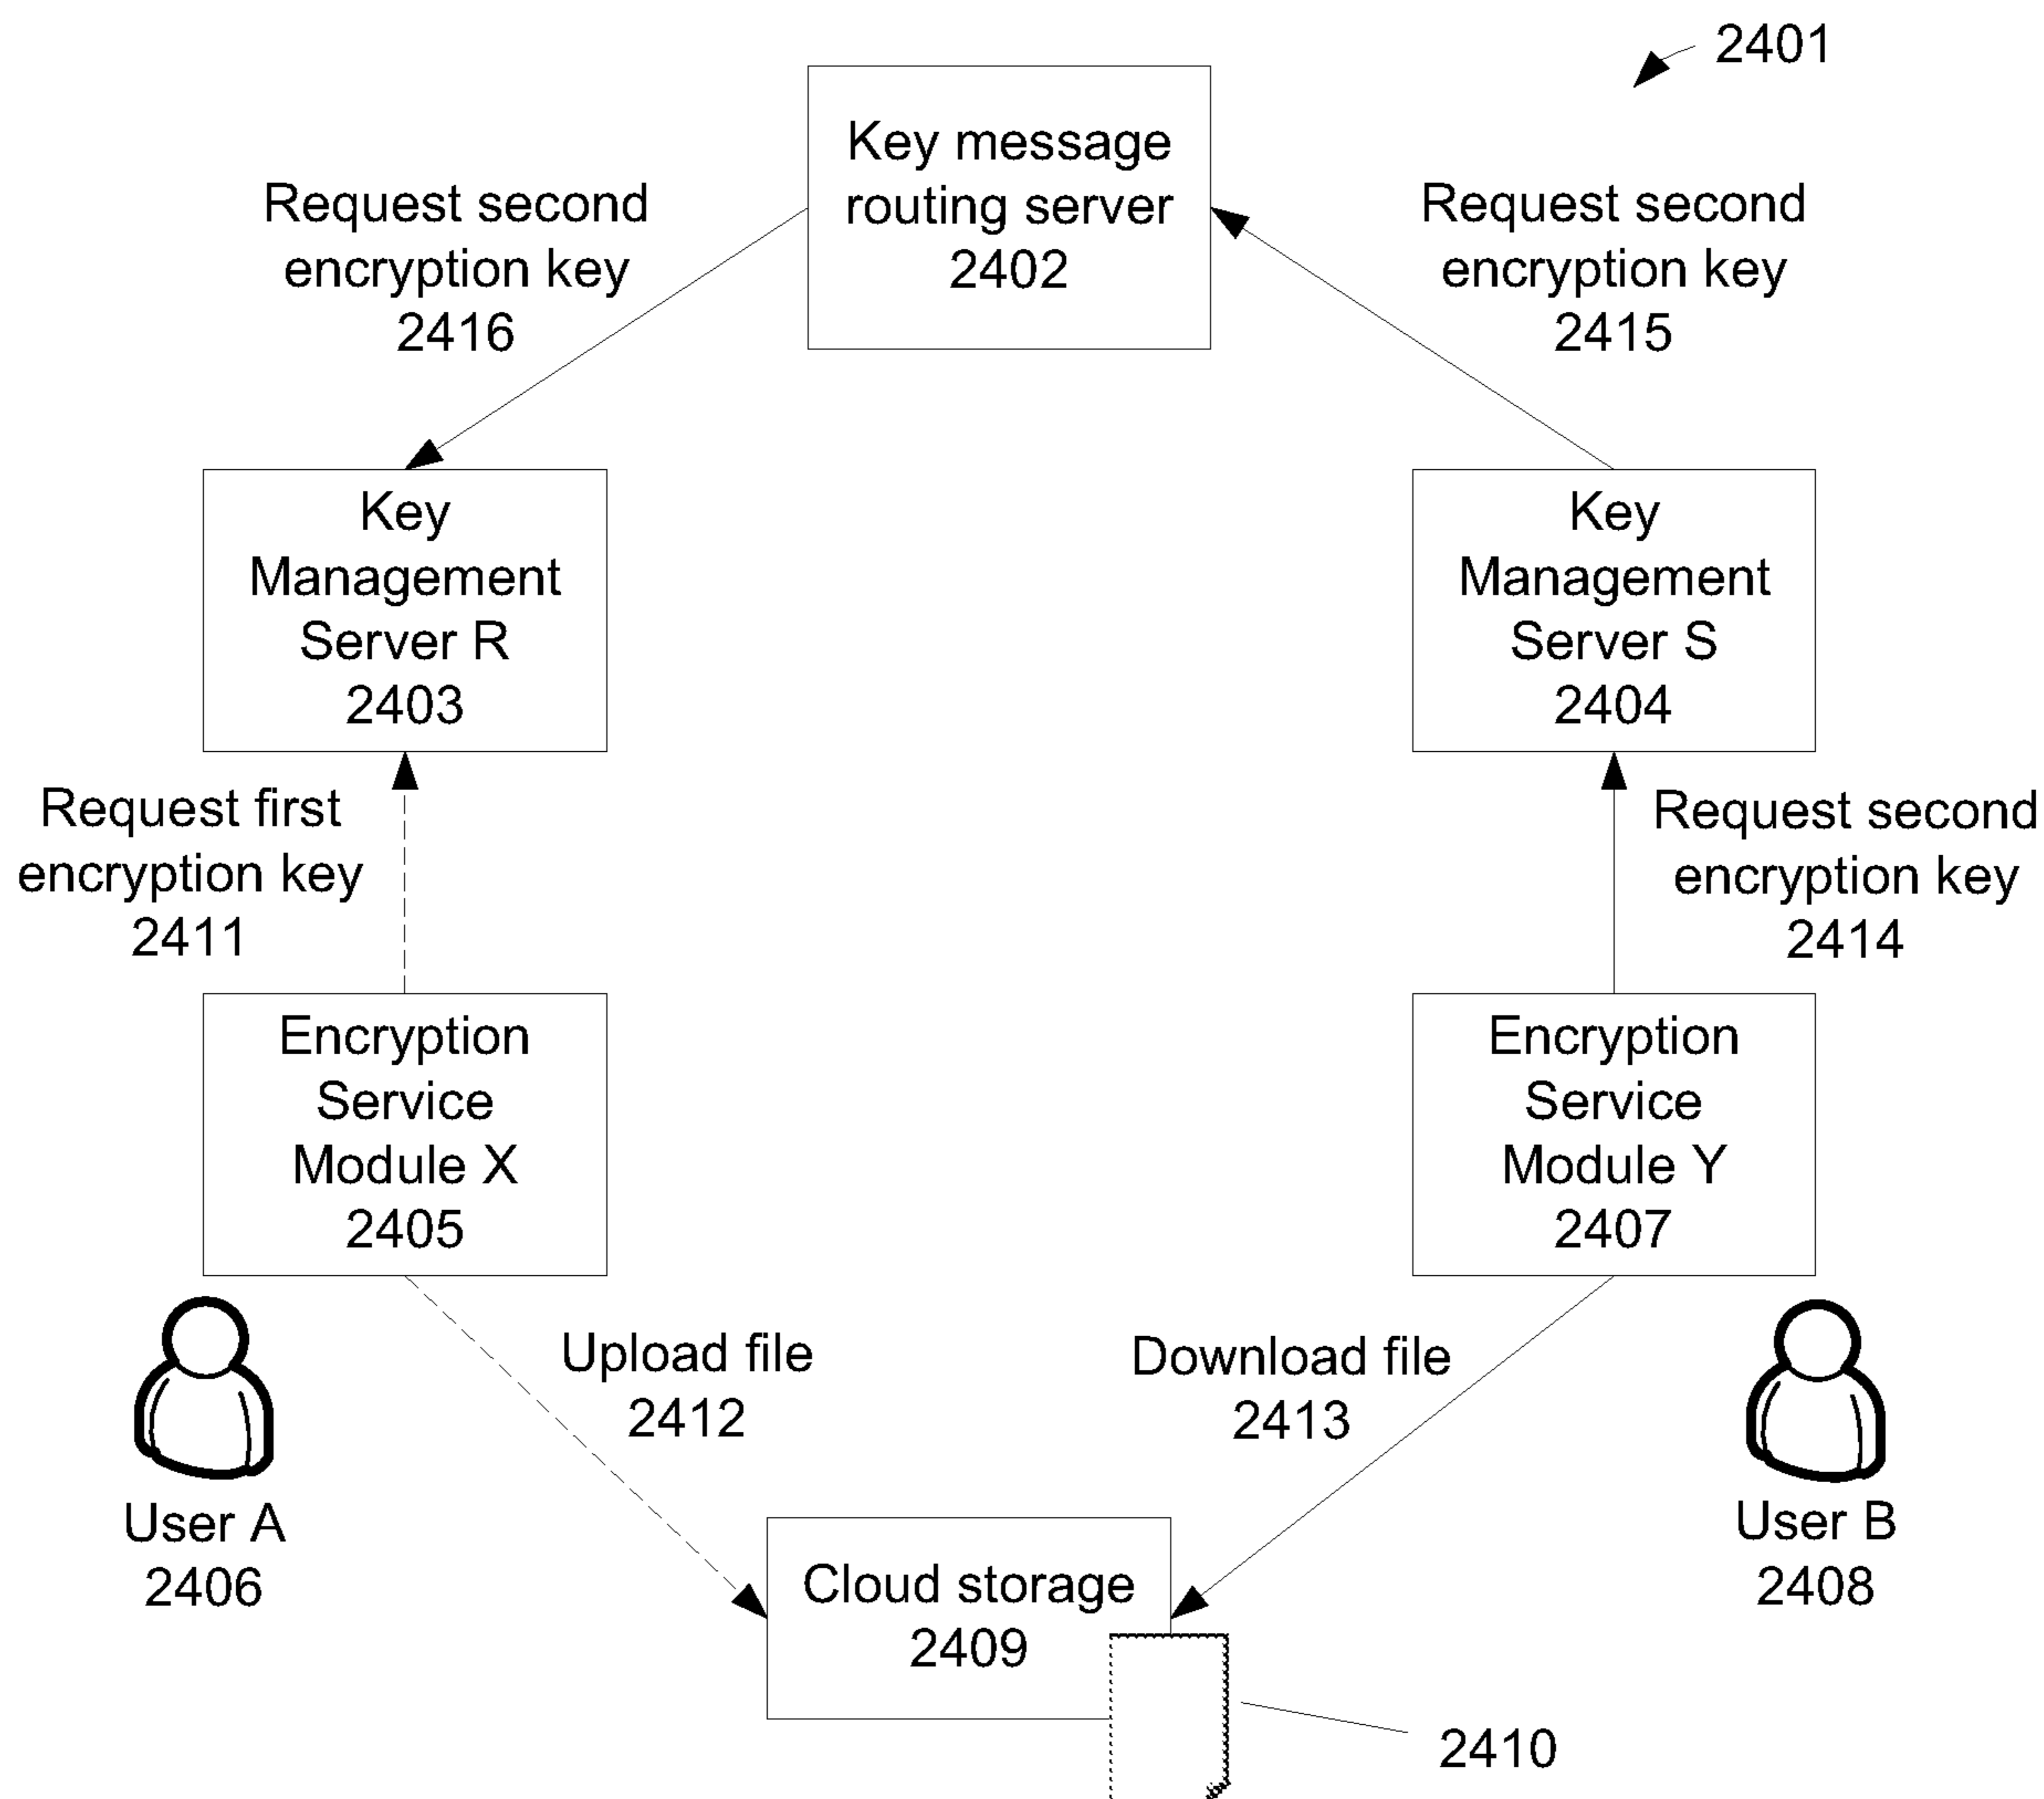 2401
Key message
routing server
2402
Request second
encryption key
2416
Request second
encryption key
2415
Key
Management
Server R
2403
Key
Management
Server S
2404
Request first
encryption key
2411
Request second
encryption key
2414
Encryption
Service
Module X
2405
Encryption
Service
Module Y
2407
Upload file
2412
Download file
2413
User A
2406
User B
2408
Cloud storage
2409
2410